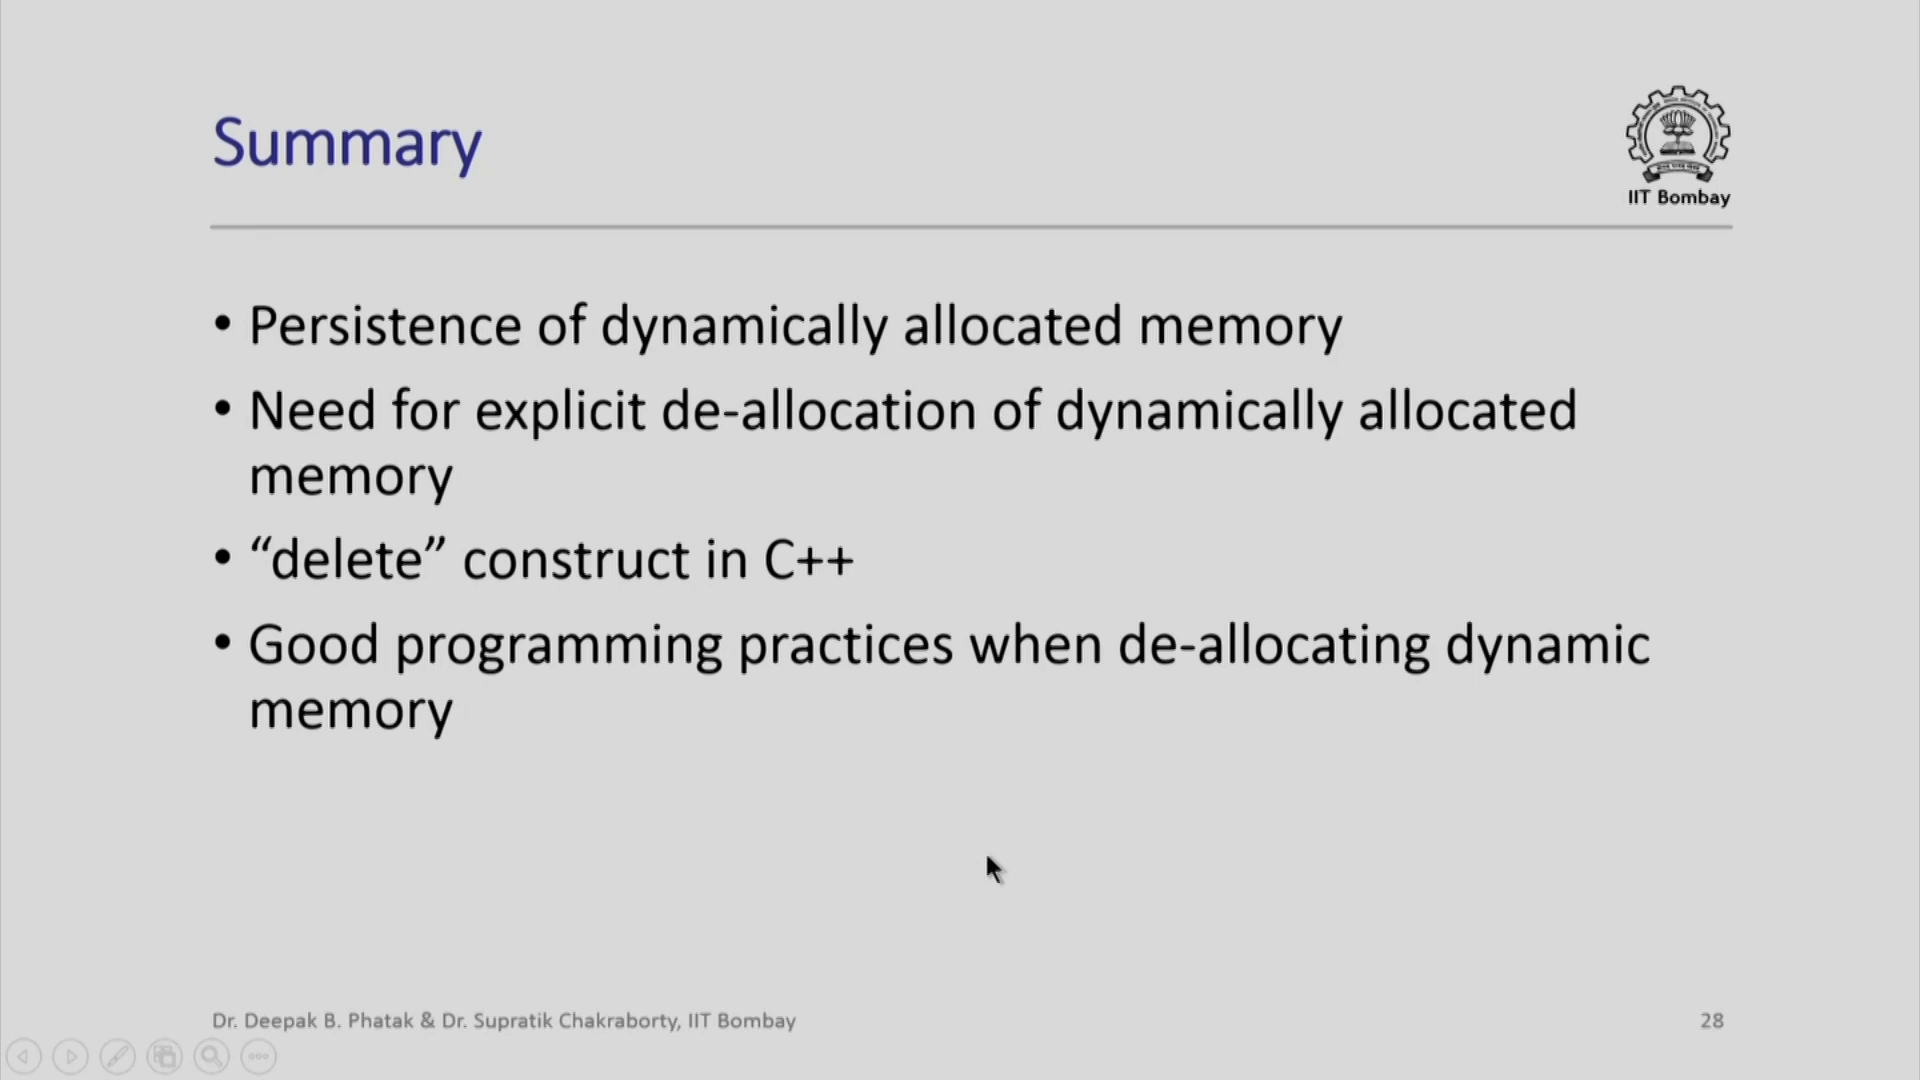 Summary
IIT Bombay
• Persistence of dynamically allocated memory
• Need for explicit de-allocation of dynamically allocated
memory
• “delete” construct in C++
• Good programming practices when de-allocating dynamic
memory
Dr. Deepak B. Phatak & Dr. Supratik Chakraborty, IIT Bombay
28